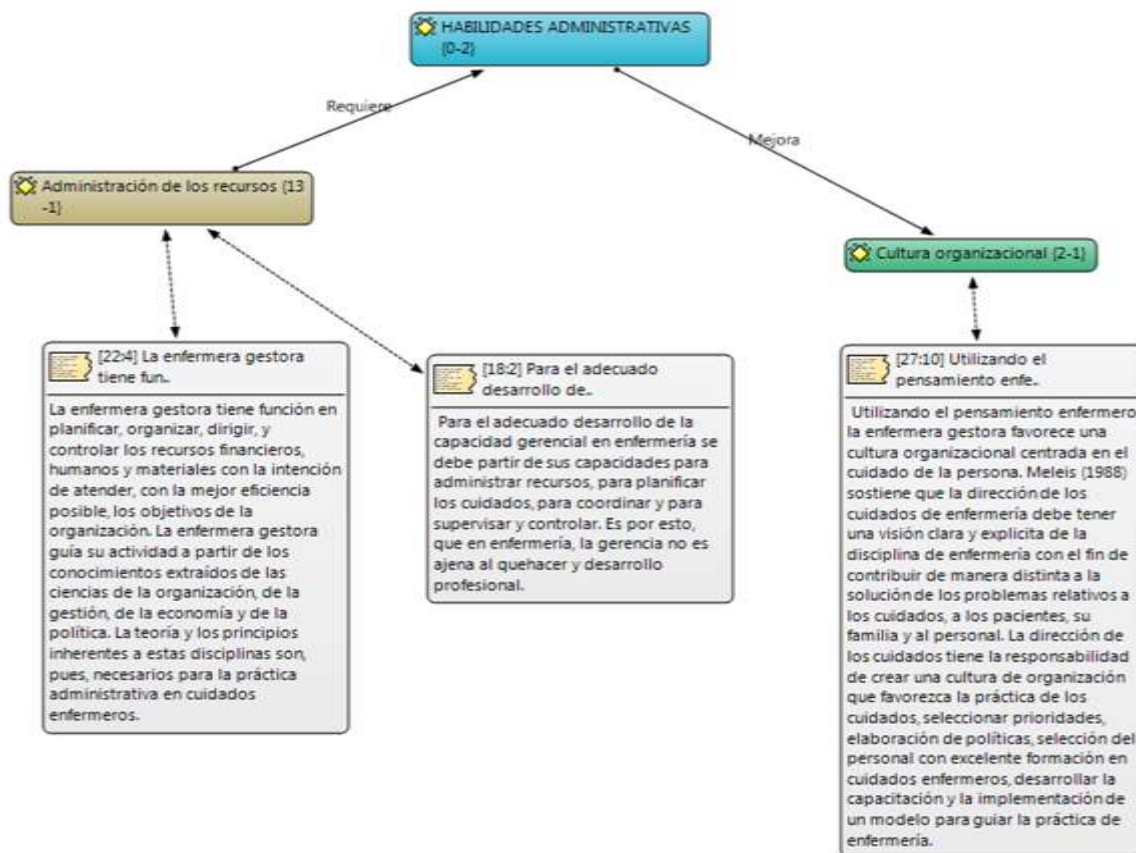 HABILIDADES ADMINISTRATIVAS
{0-2}
Requiere
Mejora
Administración de los recursos {13
-1}
Cultura organizacional {2-1}
[22:4] La enfermera gestora
tiene fun..
La enfermera gestora tiene función en
planificar, organizar, dirigir, y
controlar los recursos financieros,
humanos y materiales con la intención
de atender, con la mejor eficiencia
posible, los objetivos de la
organización. La enfermera gestora
guía su actividad a partir de los
conocimientos extraídos de las
ciencias de la organización, de la
gestión, de la economía y de la
política. La teoría y los principios
inherentes a estas disciplinas son,
pues, necesarios para la práctica
administrativa en cuidados
enfermeros.
[18:2] Para el adecuado
desarrollo de..
Para el adecuado desarrollo de la
capacidad gerencial en enfermería se
debe partir de sus capacidades para
administrar recursos, para planificar
los cuidados, para coordinar y para
supervisar y controlar. Es por esto,
que en enfermería, la gerencia no es
ajena al quehacer y desarrollo
profesional.
[27:10] Utilizando el
pensamiento enfe..
Utilizando el pensamiento enfermero
la enfermera gestora favorece una
cultura organizacional centrada en el
cuidado de la persona. Meleis (1988)
sostiene que la dirección de los
cuidados de enfermería debe tener
una visión clara y explicita de la
disciplina de enfermería con el fin de
contribuir de manera distinta a la
solución de los problemas relativos a
los cuidados, a los pacientes, su
familia y al personal. La dirección de
los cuidados tiene la responsabilidad
de crear una cultura de organización
que favorezca la práctica de los
cuidados, seleccionar prioridades,
elaboración de políticas, selección del
personal con excelente formación en
cuidados enfermeros, desarrollar la
capacitación y la implementación de
un modelo para guiar la práctica de
enfermería.